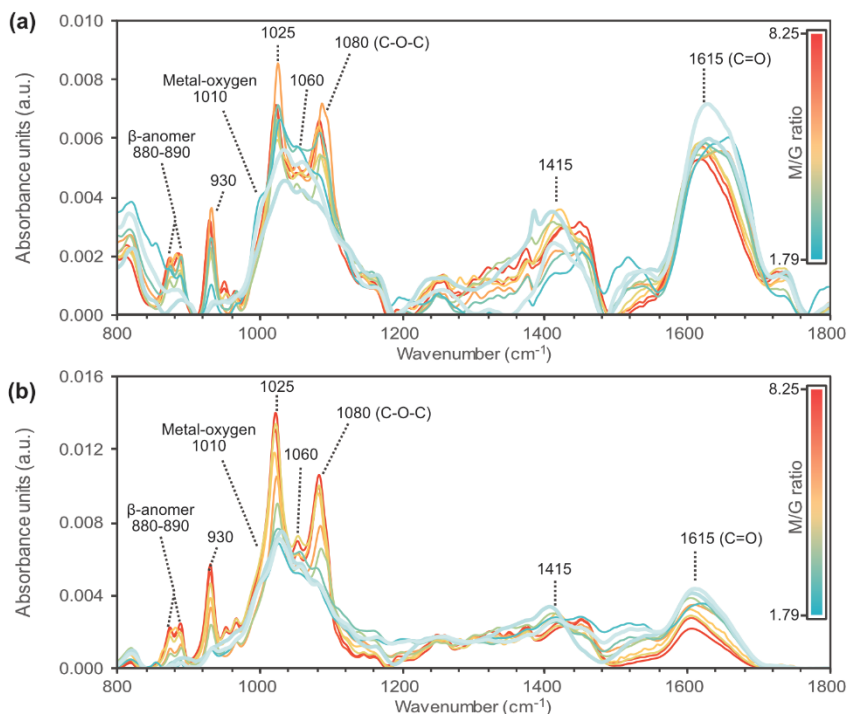 (a)
0.010
0.008
0.006
0.004
0.002
0.000
Absorbance units (a.u.)
1025
1080 (C-O-C)
Metal-oxygen
1010
1060
β-anomer
880-890
930
1415
1615 (C=O)
8.25
M/G ratio
1.79
800
1000
1200
1400
1600
1800
Wavenumber (cm⁻¹)
(b)
0.016
0.012
0.008
0.004
0.000
Absorbance units (a.u.)
1025
1080 (C-O-C)
Metal-oxygen
1010
1060
β-anomer
880-890
930
1415
1615 (C=O)
8.25
M/G ratio
1.79
800
1000
1200
1400
1600
1800
Wavenumber (cm⁻¹)